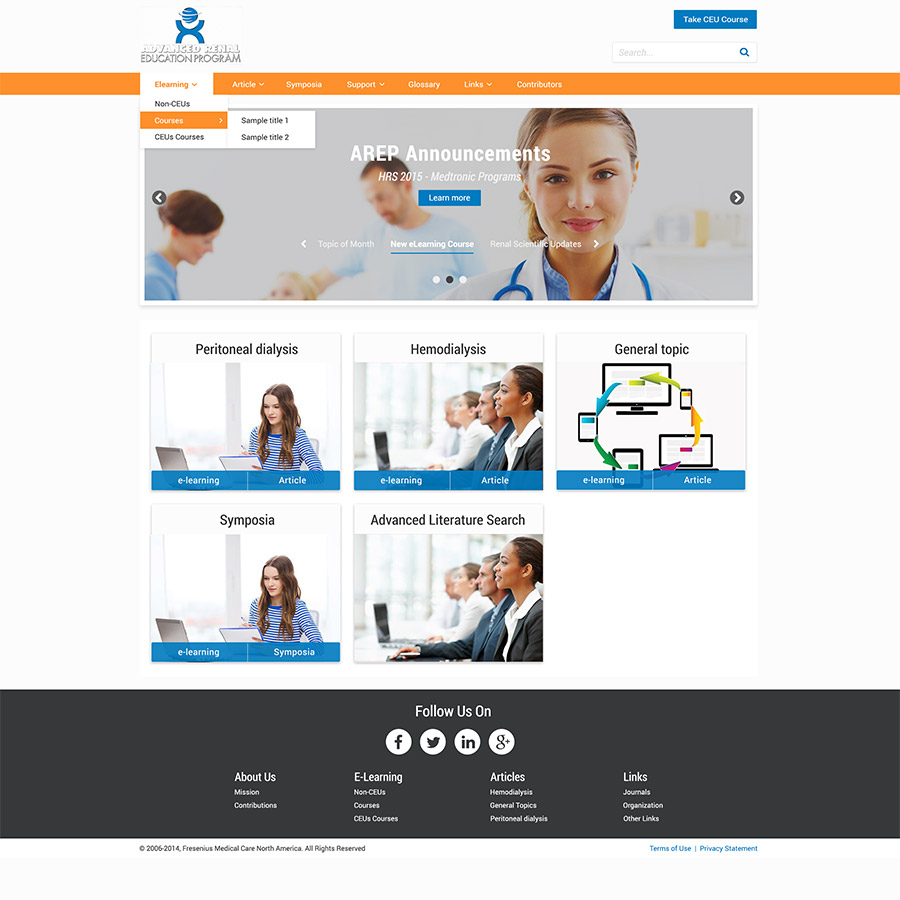 ADVANCED RENAL
EDUCATION PROGRAM
Take CEU Course
Search...
Elearning Article Symposia Support Glossary Links Contributors
Non-CEUs
Courses
CEUs Courses
Sample title 1
Sample title 2
AREP Announcements
HRS 2015 - Medtronic Programs
Learn more
Topic of Month New eLearning Course Renal Scientific Updates
Peritoneal dialysis
e-learning Article
Hemodialysis
e-learning Article
General topic
e-learning Article
Symposia
e-learning Symposia
Advanced Literature Search
Follow Us On
About Us
Mission
Contributions
E-Learning
Non-CEUs
Courses
CEUs Courses
Articles
Hemodialysis
General Topics
Peritoneal dialysis
Links
Journals
Organization
Other Links
© 2006-2014, Fresenius Medical Care North America. All Rights Reserved
Terms of Use | Privacy Statement